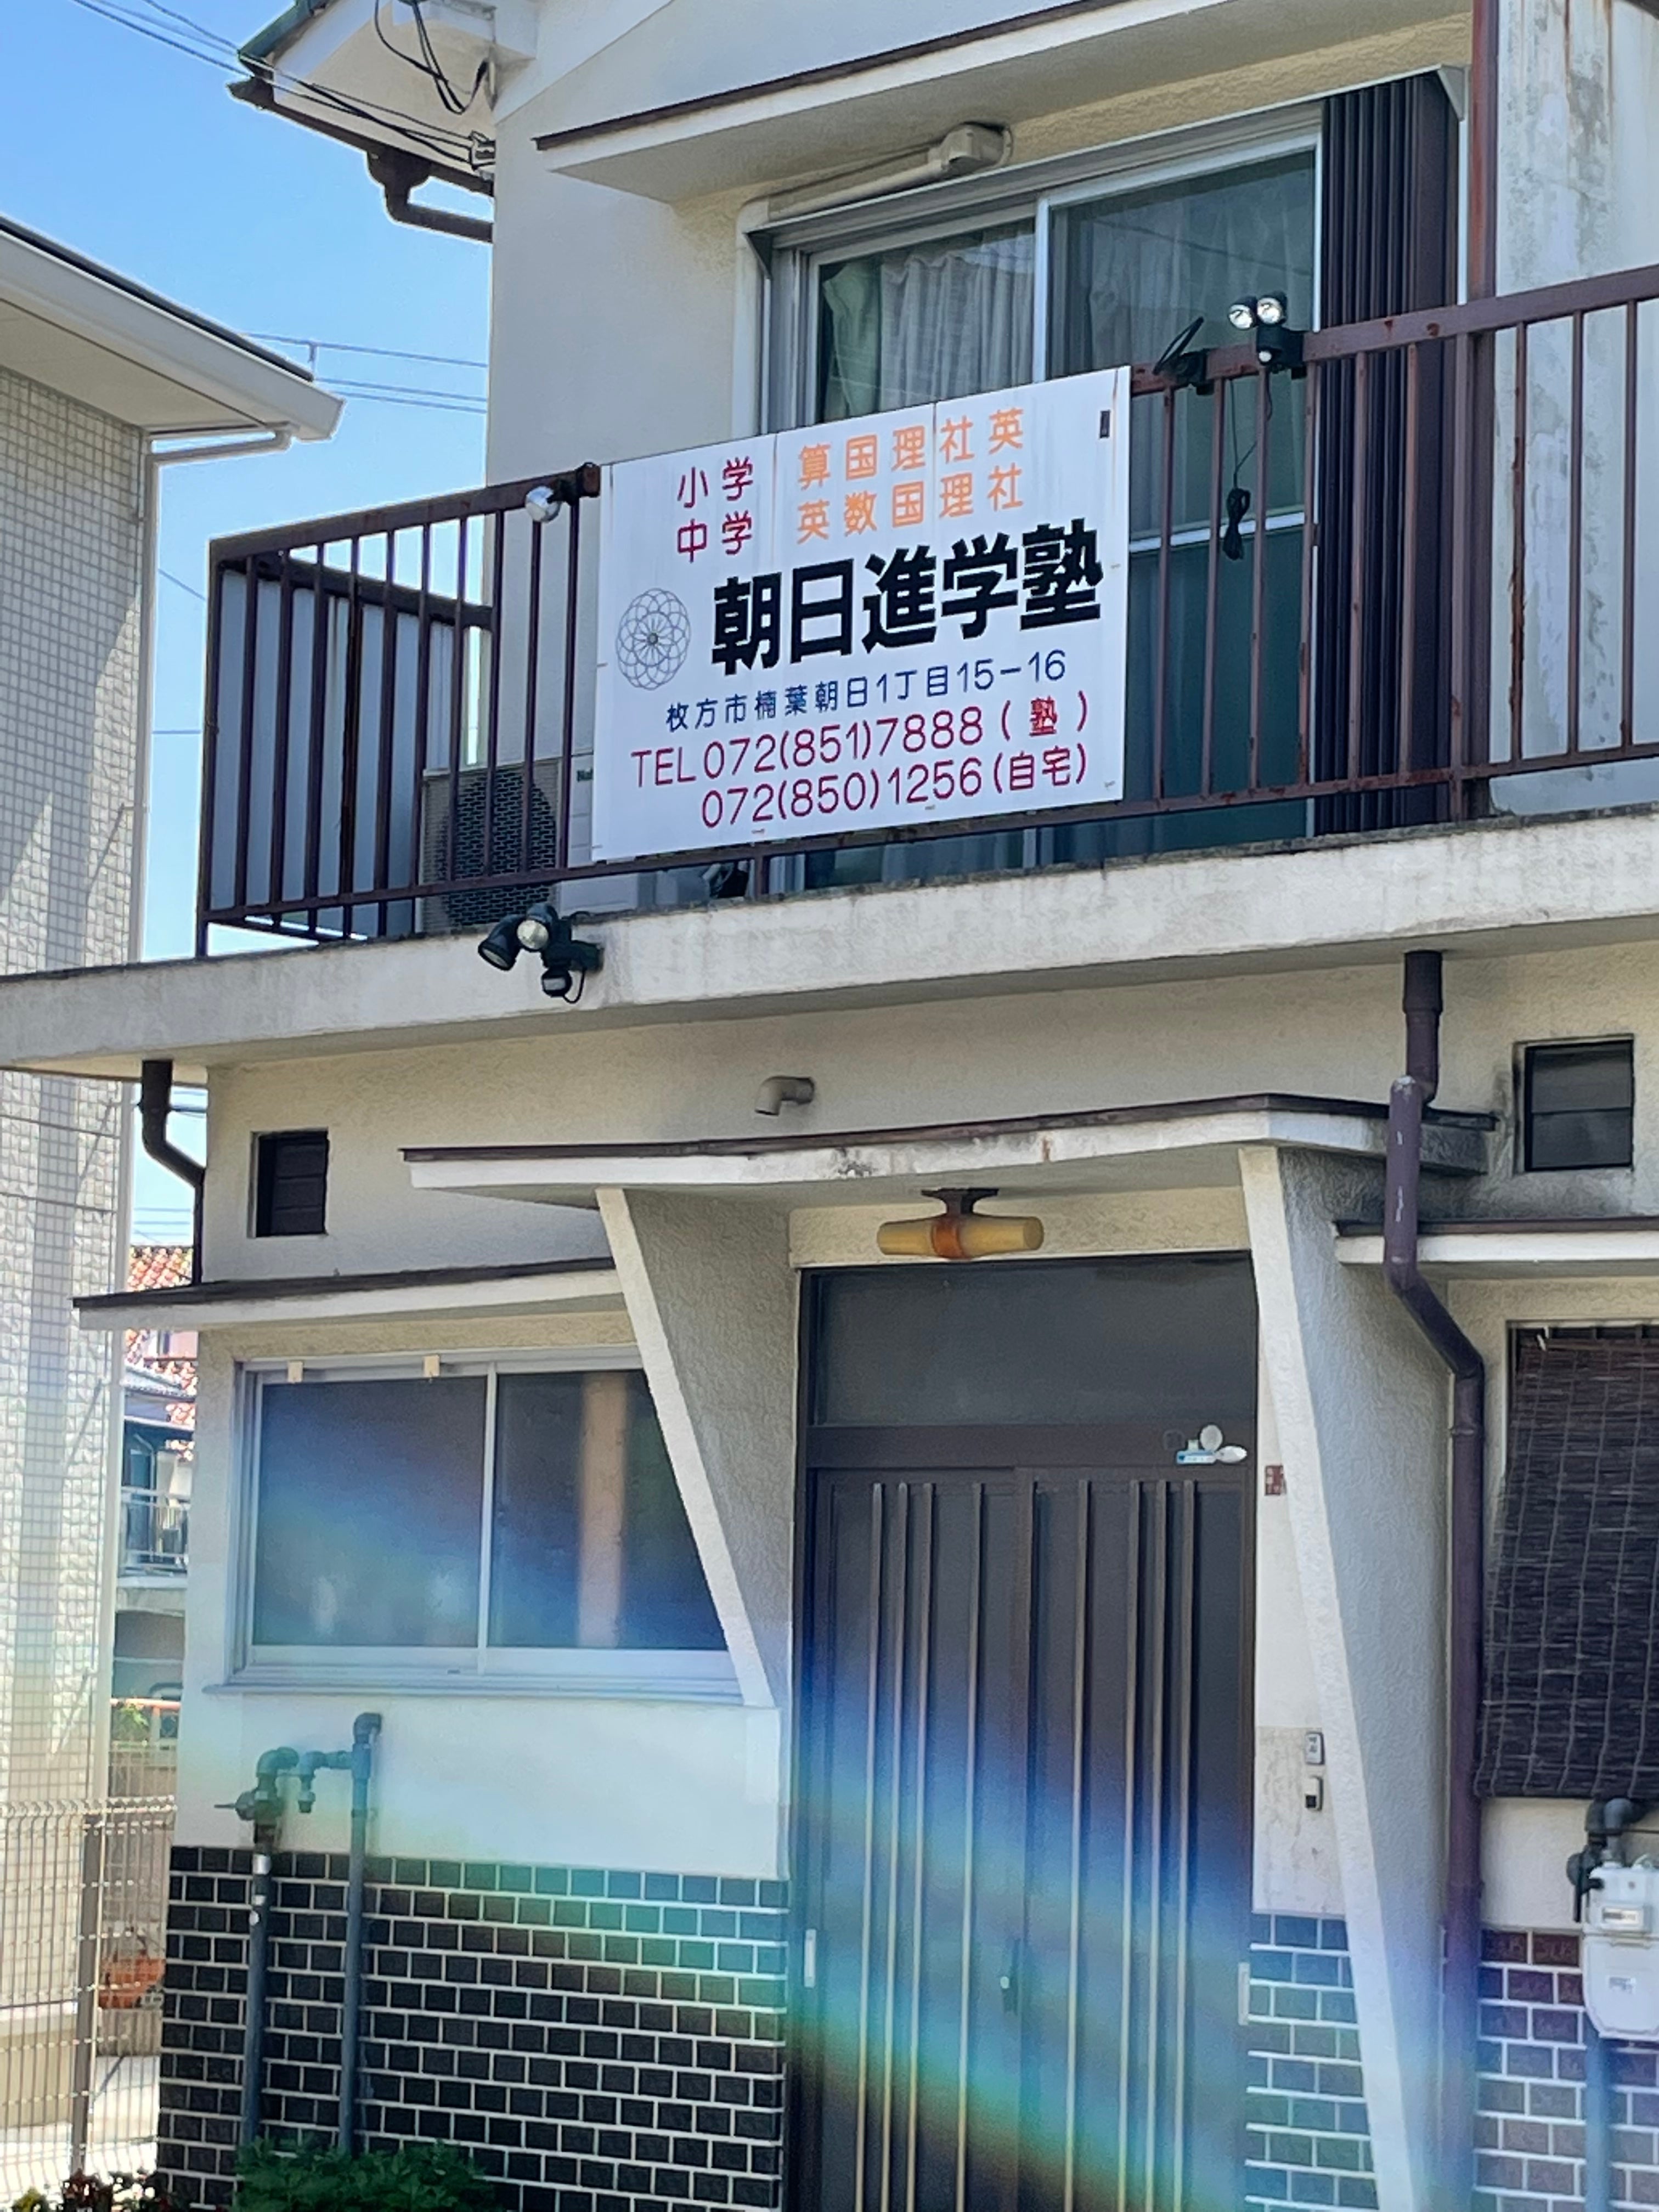 小学 算国理社英
中学 英数国理社
朝日進学塾
枚方市楠葉朝日1丁目15-16
TEL072(851)7888(塾)
072(850)1256(自宅)